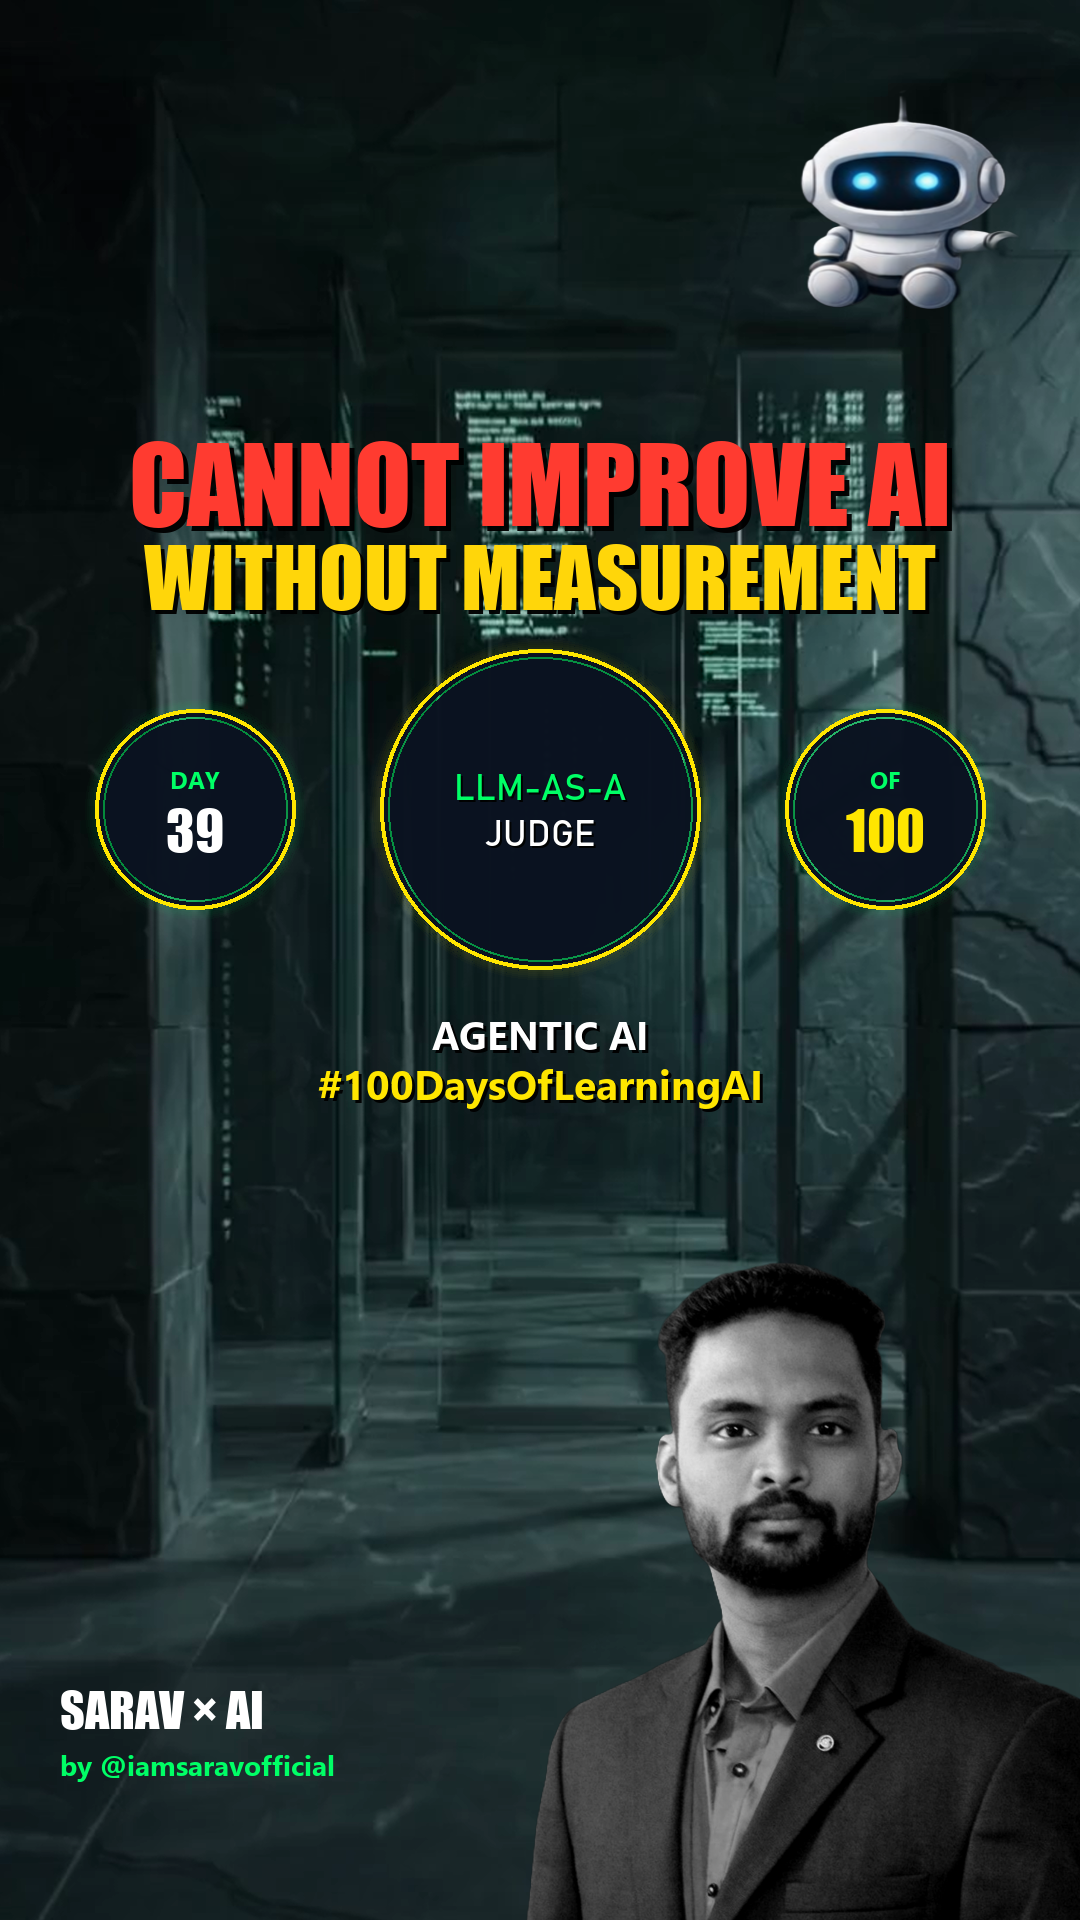 CANNOT IMPROVE AI
WITHOUT MEASUREMENT
DAY
39
LLM-AS-A
JUDGE
OF
100
AGENTIC AI
#100DaysOfLearningAI
SARAV × AI
by @iamsaravofficial